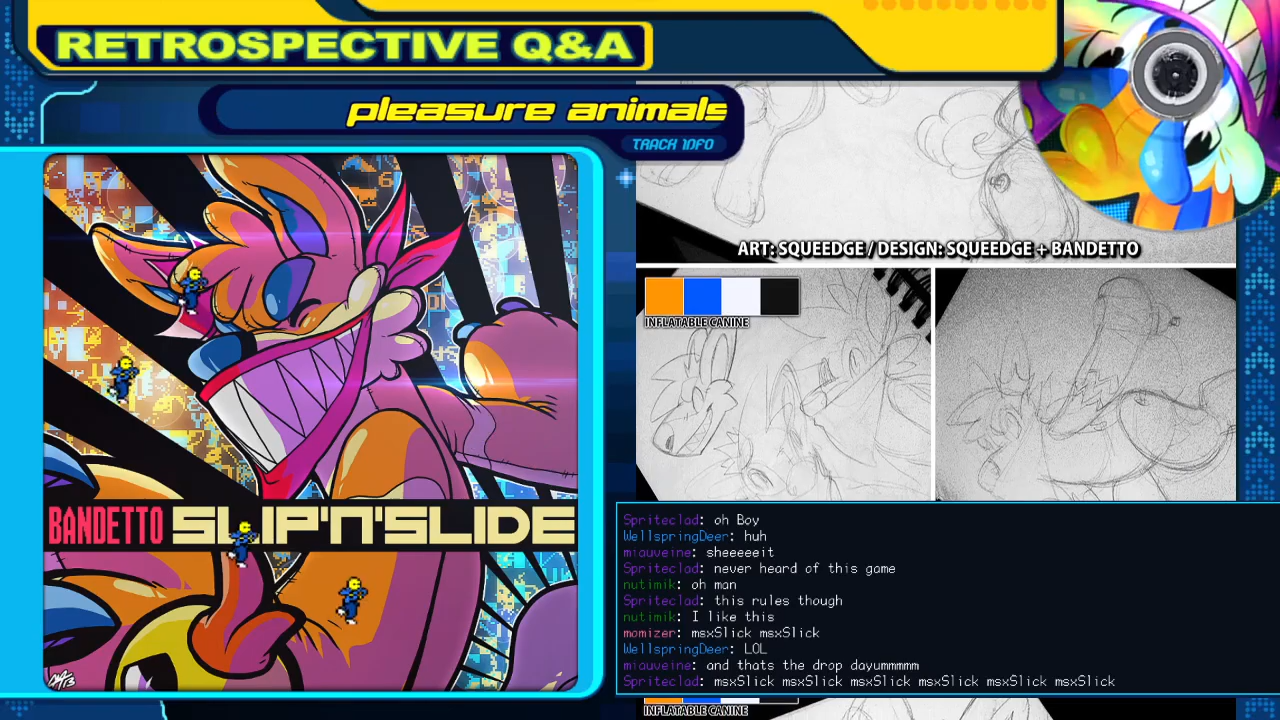 RETROSPECTIVE Q&A
pleasure animals
TRACK INFO
ART: SQUEEDGE / DESIGN: SQUEEDGE + BANDETTO
INFLATABLE CANINE
BANDETTO SLIP'N'SLIDE
Spriteclad: oh Boy
WellspringDeer: huh
miauveine: sheeeeeit
Spriteclad: never heard of this game
nutimik: oh man
Spriteclad: this rules though
nutimik: I like this
momizer: msxSlick msxSlick
WellspringDeer: LOL
miauveine: and thats the drop dayummmmm
Spriteclad: msxSlick msxSlick msxSlick msxSlick msxSlick msxSlick
INFLATABLE CANINE